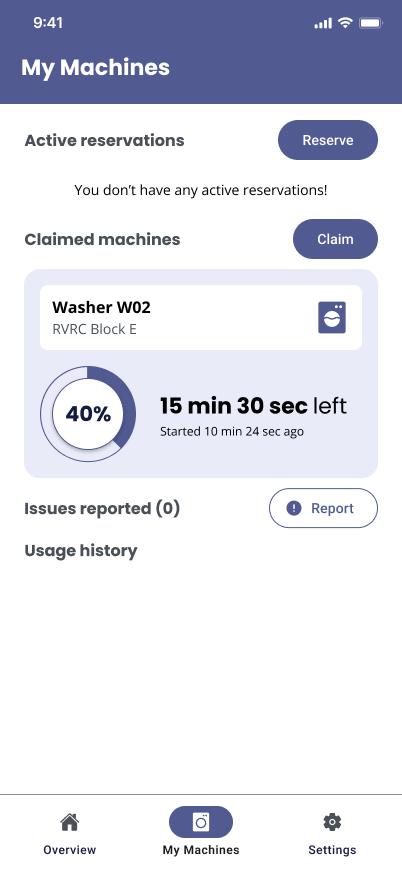 9:41
My Machines
Active reservations
Reserve
You don’t have any active reservations!
Claimed machines
Claim
Washer W02
RVRC Block E
40%
15 min 30 sec left
Started 10 min 24 sec ago
Issues reported (0)
Report
Usage history
Overview
My Machines
Settings